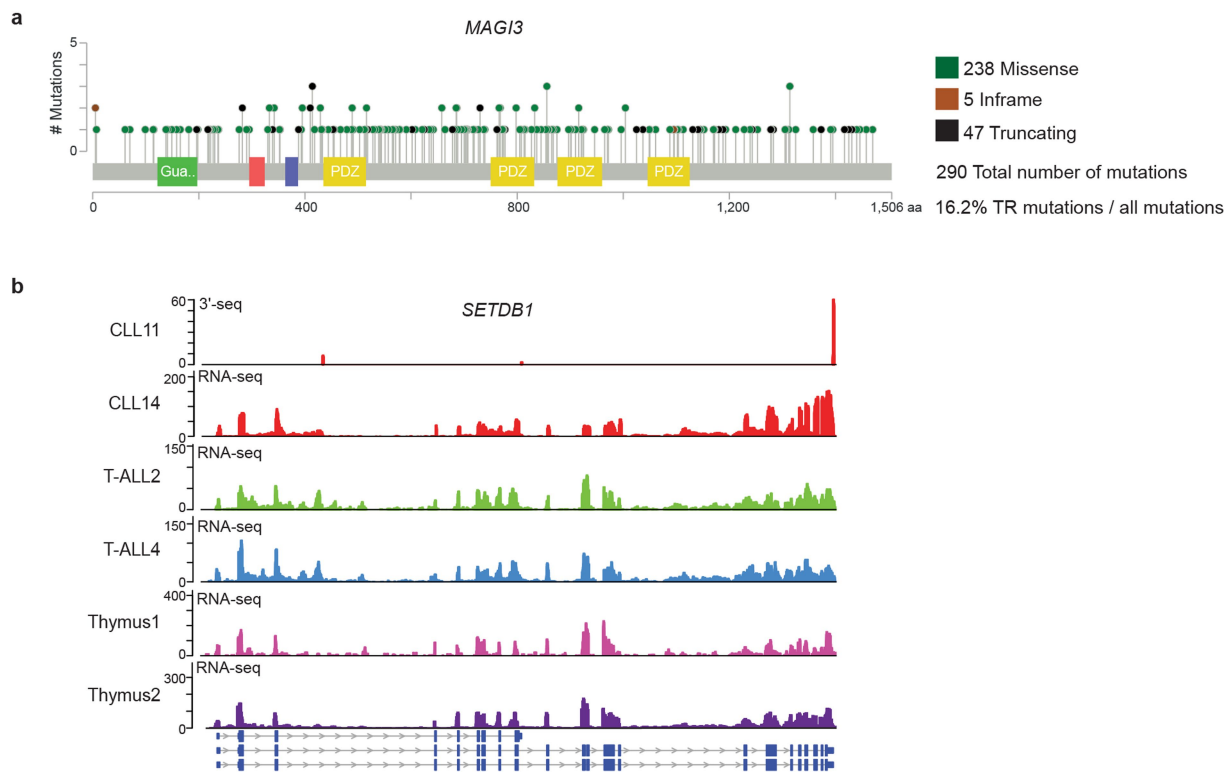 a
MAGI3
# Mutations
5
0
Gua..
PDZ
PDZ
PDZ
PDZ
0
400
800
1,200
1,506 aa
238 Missense
5 Inframe
47 Truncating
290 Total number of mutations
16.2% TR mutations / all mutations
b
SETDB1
CLL11
60
0
3'-seq
CLL14
200
0
RNA-seq
T-ALL2
150
0
RNA-seq
T-ALL4
150
0
RNA-seq
Thymus1
400
0
RNA-seq
Thymus2
300
0
RNA-seq